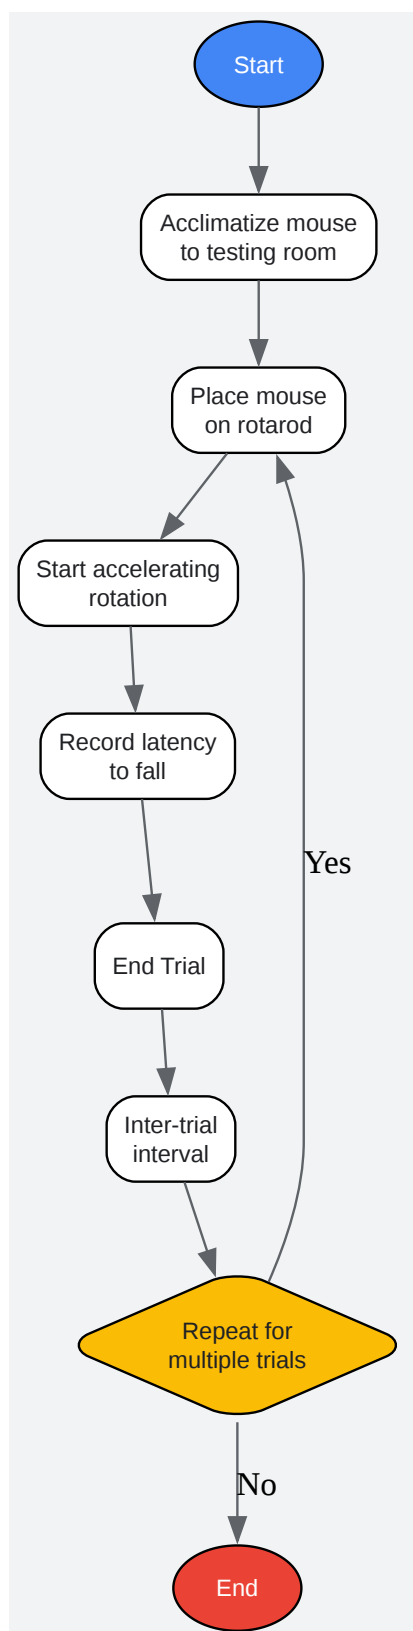 Start
Acclimatize mouse
to testing room
Place mouse
on rotarod
Start accelerating
rotation
Record latency
to fall
Yes
End Trial
Inter-trial
interval
Repeat for
multiple trials
No
End